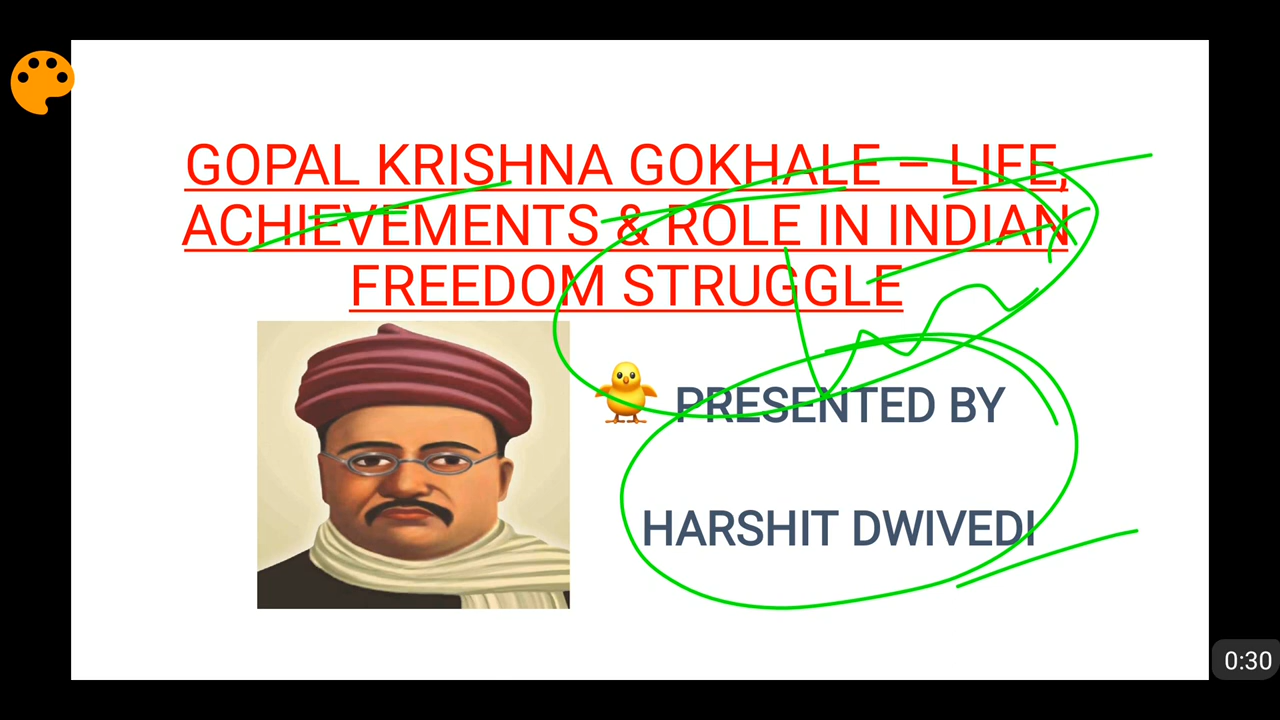 GOPAL KRISHNA GOKHALE – LIFE,
ACHIEVEMENTS & ROLE IN INDIAN
FREEDOM STRUGGLE
PRESENTED BY
HARSHIT DWIVEDI
0:30